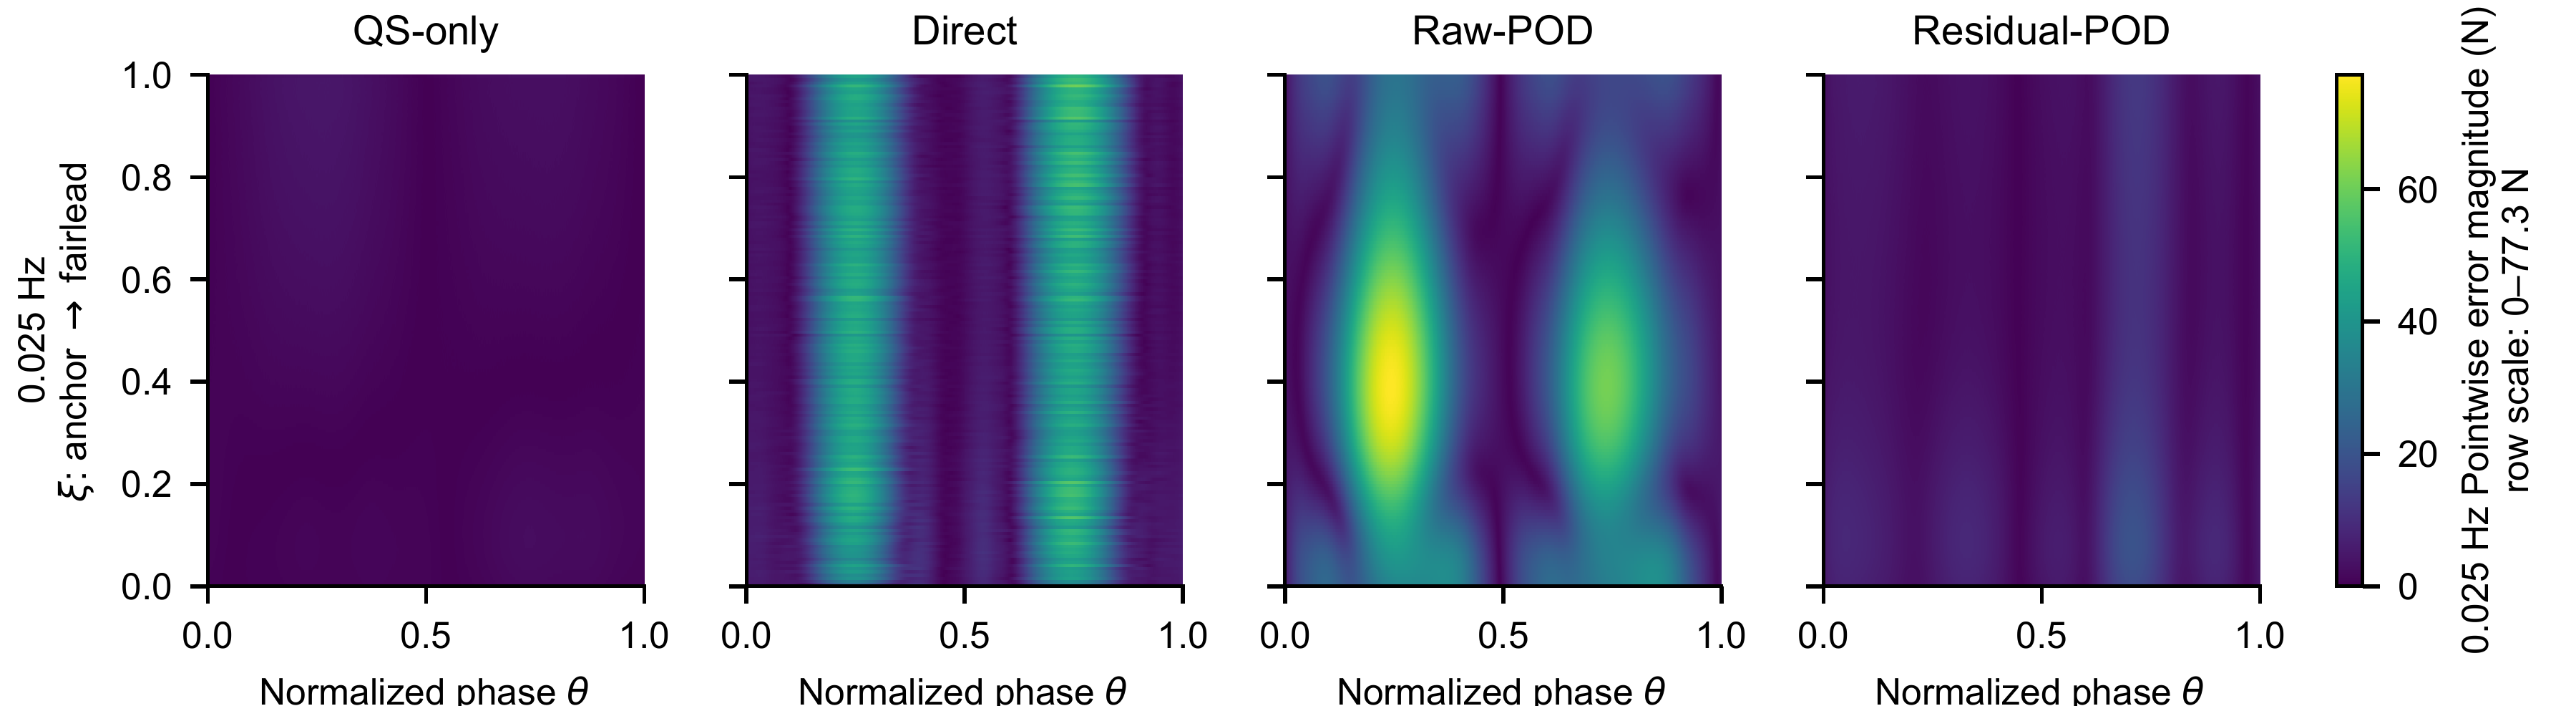 QS-only
Direct
Raw-POD
Residual-POD
0.025 Hz
ξ: anchor → fairlead
1.0
0.8
0.6
0.4
0.2
0.0
0.0 0.5 1.0
0.0 0.5 1.0
0.0 0.5 1.0
0.0 0.5 1.0
Normalized phase θ
Normalized phase θ
Normalized phase θ
Normalized phase θ
60
40
20
0
0.025 Hz Pointwise error magnitude (N)
row scale: 0–77.3 N